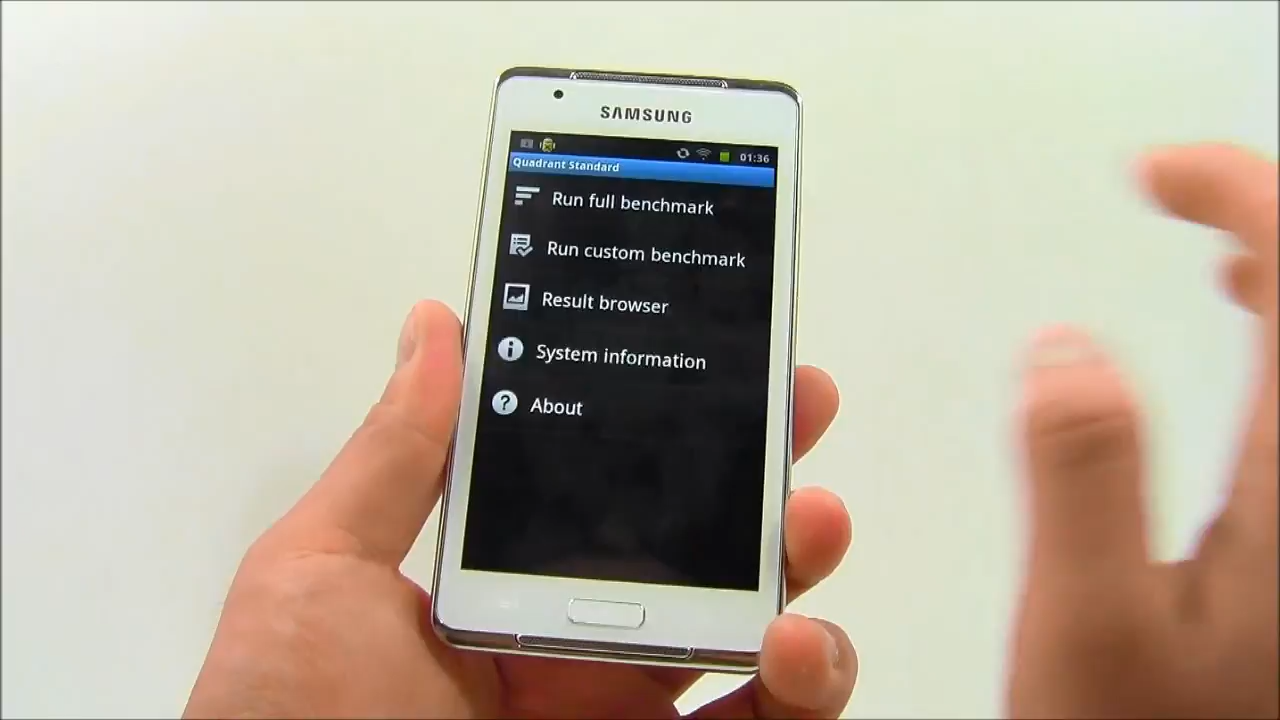 SAMSUNG
01:36
Quadrant Standard
Run full benchmark
Run custom benchmark
Result browser
System information
About